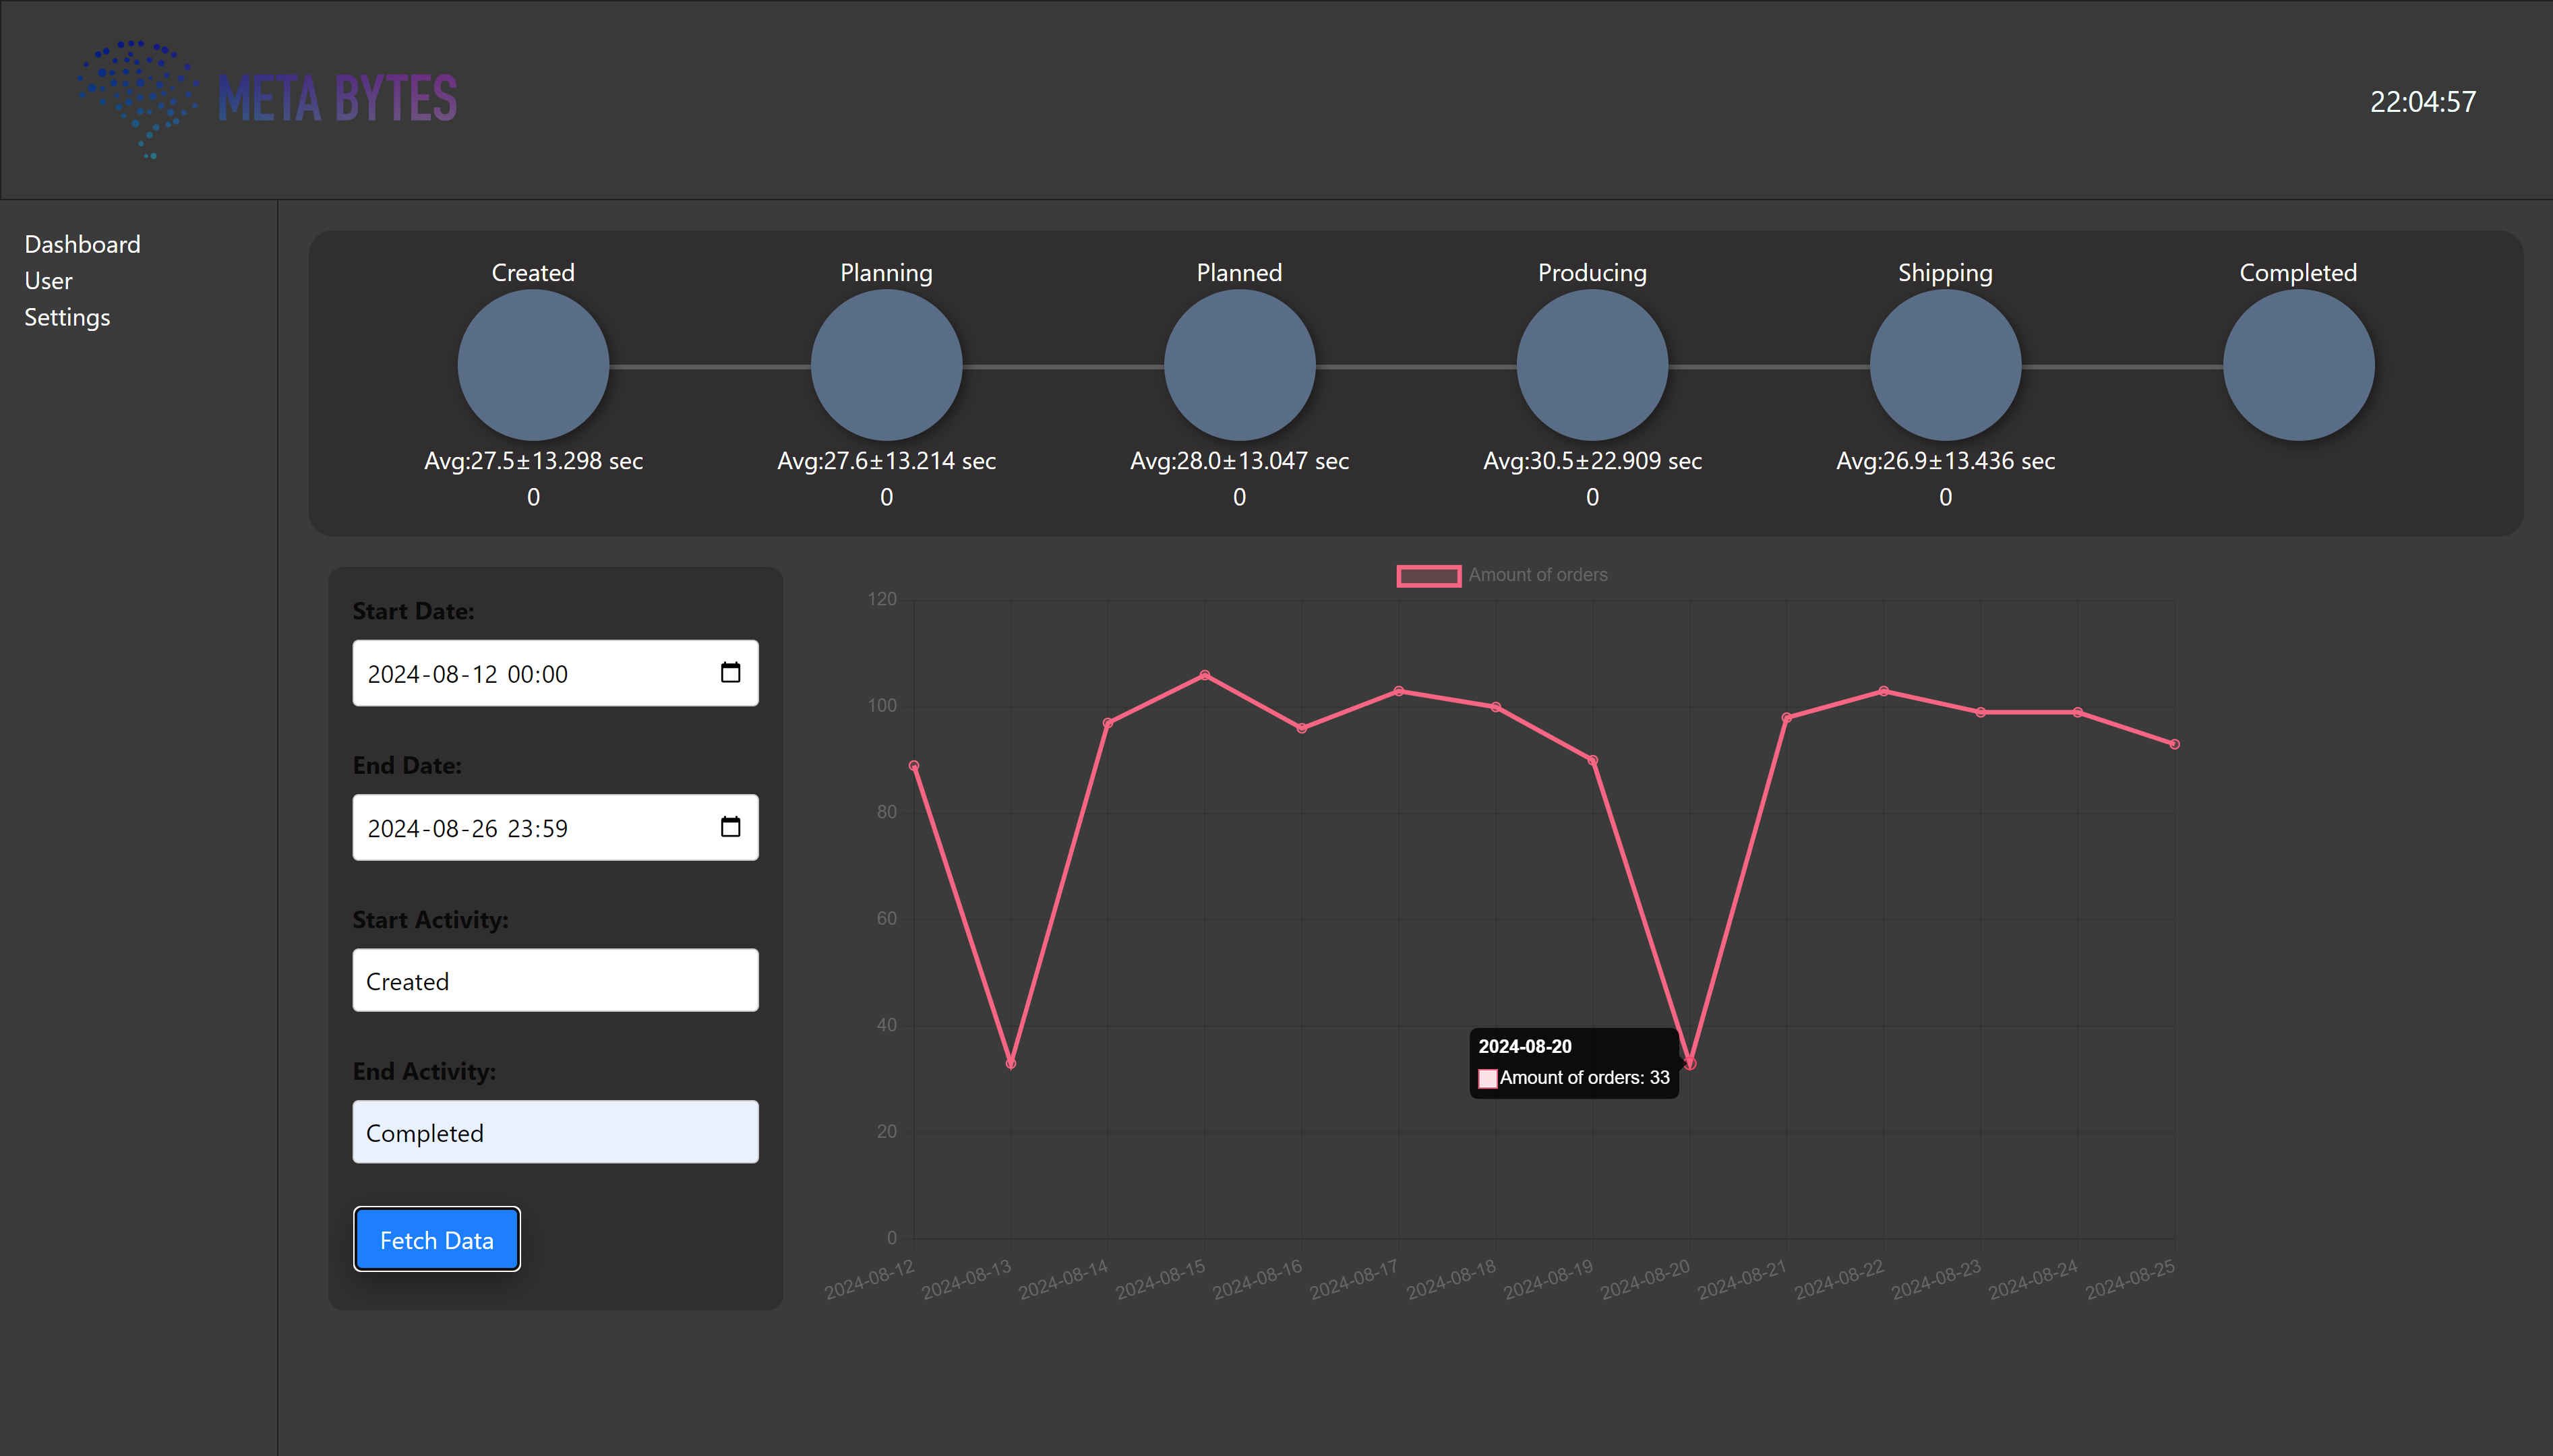 META BYTES
22:04:57
Dashboard
User
Settings
Created
Planning
Planned
Producing
Shipping
Completed
Avg:27.5±13.298 sec
Avg:27.6±13.214 sec
Avg:28.0±13.047 sec
Avg:30.5±22.909 sec
Avg:26.9±13.436 sec
0
0
0
0
0
Start Date:
2024-08-12 00:00
End Date:
2024-08-26 23:59
Start Activity:
Created
End Activity:
Completed
Fetch Data
Amount of orders
120
100
80
60
40
20
0
2024-08-20
Amount of orders: 33
2024-08-12
2024-08-13
2024-08-14
2024-08-15
2024-08-16
2024-08-17
2024-08-18
2024-08-19
2024-08-20
2024-08-21
2024-08-22
2024-08-23
2024-08-24
2024-08-25